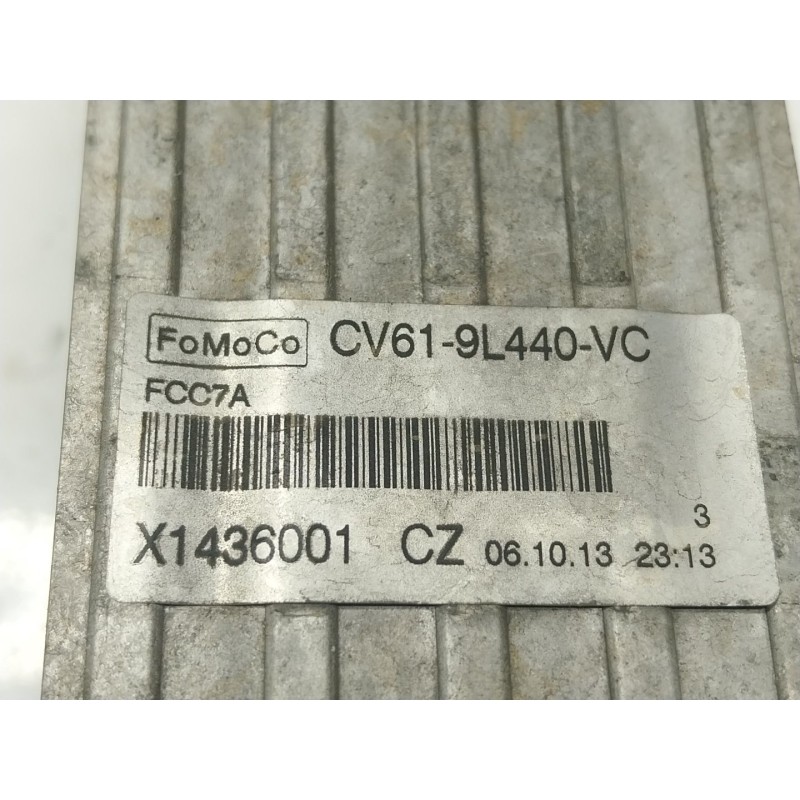 FoMoCo CV61-9L440-VC
FCC7A
3
X1436001 CZ 06.10.13 23:13